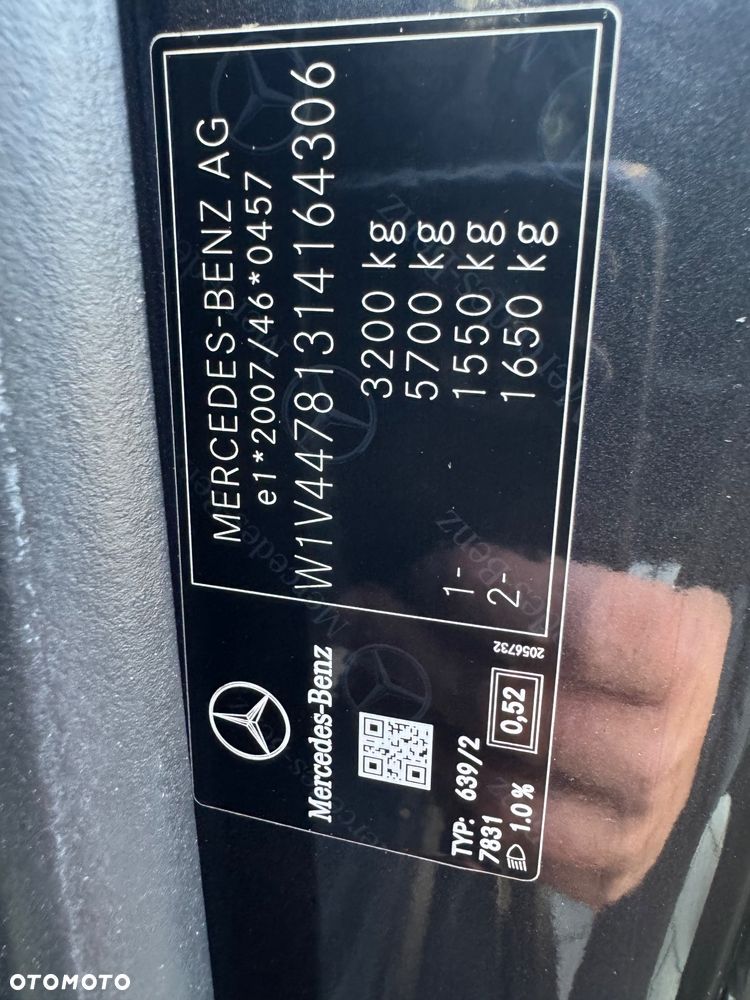 MERCEDES-BENZ AG
e1*2007/46*0457
W1V44781314164306
3200 kg
5700 kg
1- 1550 kg
2- 1650 kg
Mercedes-Benz
2056732
TYP: 639/2
7831
0,52
1.0 %
OTOMOTO